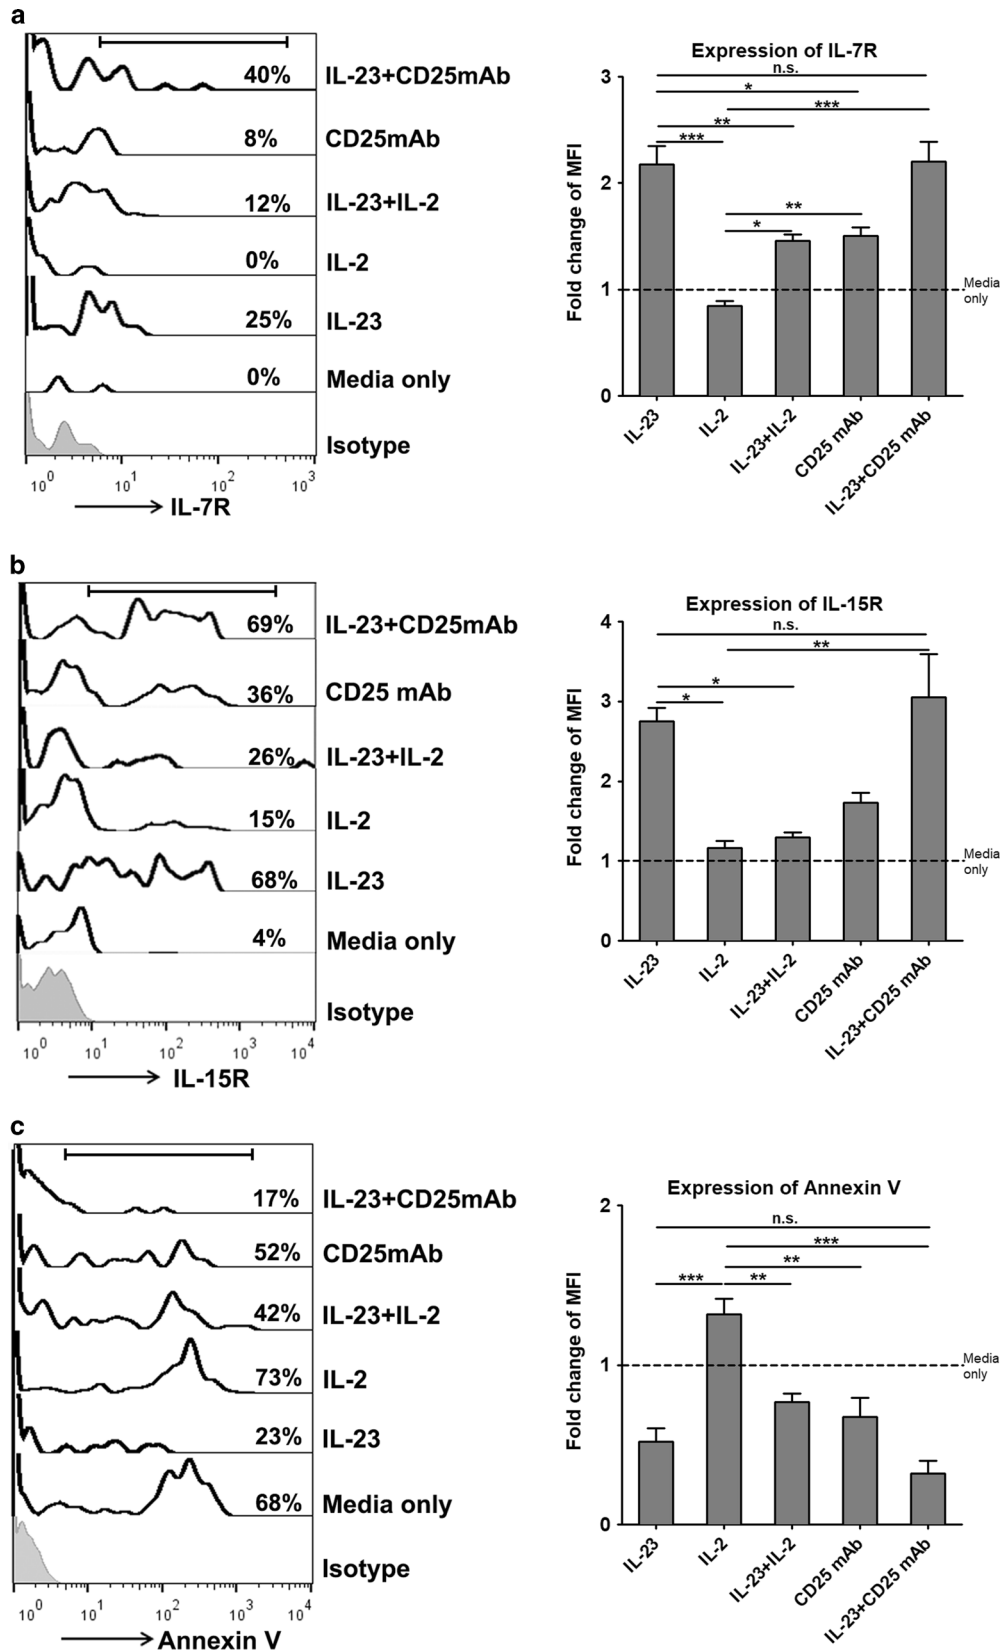 a
40% IL-23+CD25mAb
8% CD25mAb
12% IL-23+IL-2
0% IL-2
25% IL-23
0% Media only
Isotype
10^0 10^1 10^2 10^3
IL-7R
Expression of IL-7R
Fold change of MFI
3
2
1
0
n.s.
*
***
**
***
**
*
Media
only
IL-23
IL-2
IL-23+IL-2
CD25 mAb
IL-23+CD25 mAb
b
69% IL-23+CD25mAb
36% CD25 mAb
26% IL-23+IL-2
15% IL-2
68% IL-23
4% Media only
Isotype
10^0 10^1 10^2 10^3 10^4
IL-15R
Expression of IL-15R
Fold change of MFI
4
3
2
1
0
n.s.
**
*
*
Media
only
IL-23
IL-2
IL-23+IL-2
CD25 mAb
IL-23+CD25 mAb
c
17% IL-23+CD25mAb
52% CD25mAb
42% IL-23+IL-2
73% IL-2
23% IL-23
68% Media only
Isotype
10^0 10^1 10^2 10^3 10^4
Annexin V
Expression of Annexin V
Fold change of MFI
2
1
0
n.s.
***
**
*** **
Media
only
IL-23
IL-2
IL-23+IL-2
CD25 mAb
IL-23+CD25 mAb